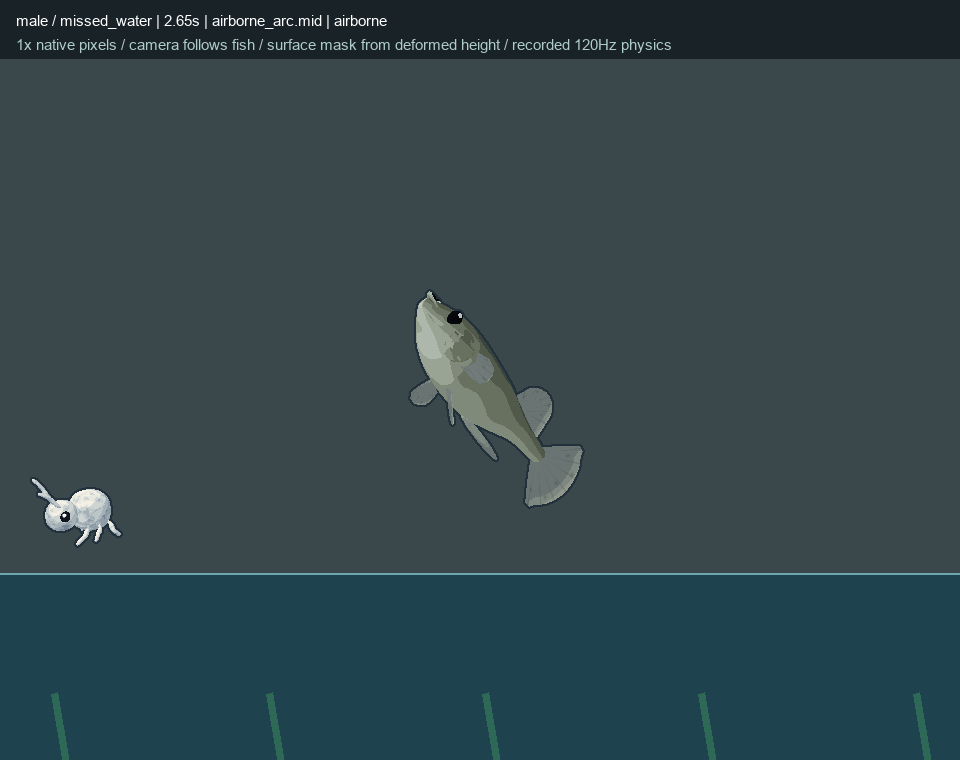 male / missed_water | 2.65s | airborne_arc.mid | airborne
1x native pixels / camera follows fish / surface mask from deformed height / recorded 120Hz physics